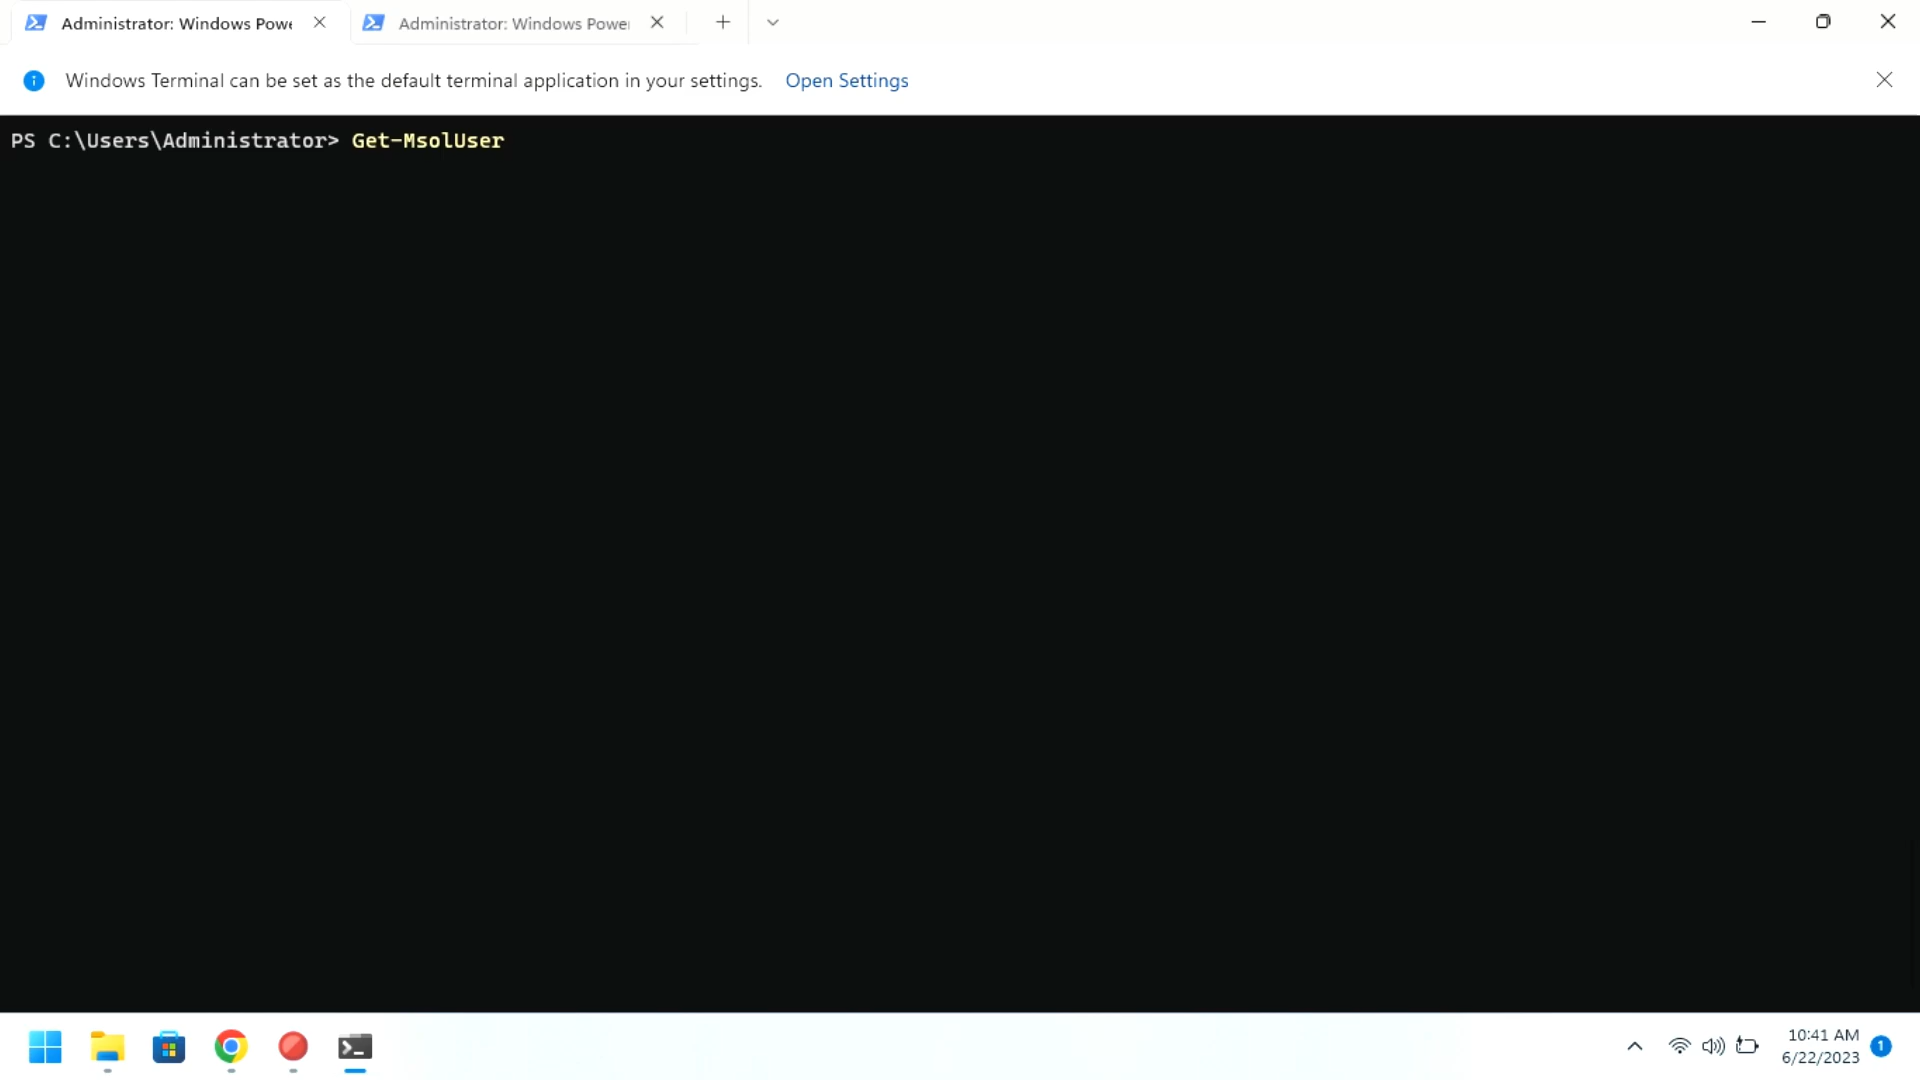 Administrator: Windows Powe
Administrator: Windows Power
Windows Terminal can be set as the default terminal application in your settings. Open Settings
PS C:\Users\Administrator> Get-MsolUser
10:41 AM
6/22/2023
1